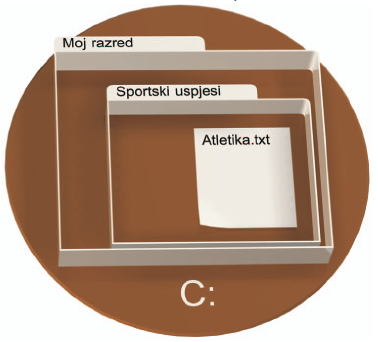 Moj razred
Sportski uspjesi
Atletika.txt
C: